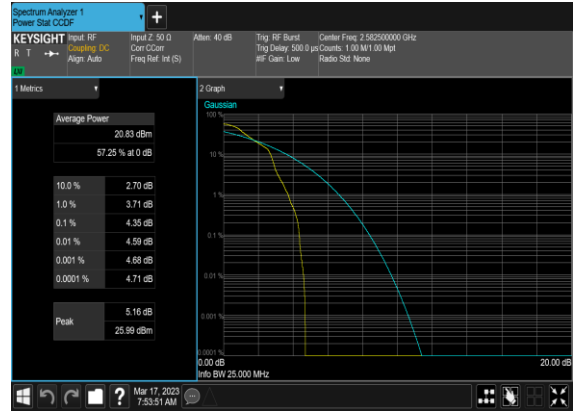 Spectrum Analyzer 1
Power Stat CCDF
KEYSIGHT
R T
LM
Input: RF
Coupling: DC
Align: Auto
Input Z: 50 Ω
Corr CCorr
Freq Ref: Int (S)
Atten: 40 dB
Trig: RF Burst
Trig Delay: 500.0 µs
#IF Gain: Low
Center Freq: 2.582500000 GHz
Counts: 1.00 M/1.00 Mpt
Radio Std: None
1 Metrics
Average Power
20.83 dBm
57.25 % at 0 dB
10.0 % 2.70 dB
1.0 % 3.71 dB
0.1 % 4.35 dB
0.01 % 4.59 dB
0.001 % 4.68 dB
0.0001 % 4.71 dB
Peak
5.16 dB
25.99 dBm
2 Graph
Gaussian
100 %
10 %
1 %
0.1 %
0.01 %
0.001 %
0.0001 %
0.00 dB 20.00 dB
Info BW 25.000 MHz
Mar 17, 2023
7:53:51 AM